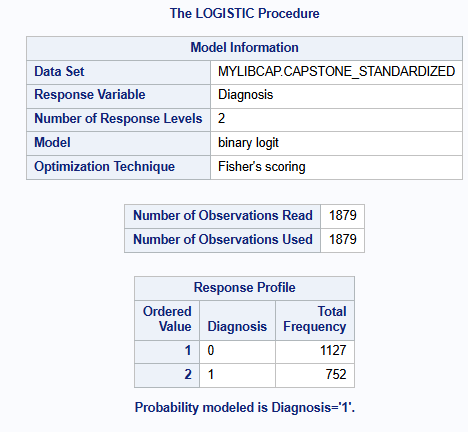 The LOGISTIC Procedure
Model Information
Data Set MYLIBCAP.CAPSTONE_STANDARDIZED
Response Variable Diagnosis
Number of Response Levels 2
Model binary logit
Optimization Technique Fisher's scoring
Number of Observations Read 1879
Number of Observations Used 1879
Response Profile
Ordered Value Diagnosis Total Frequency
1 0 1127
2 1 752
Probability modeled is Diagnosis='1'.